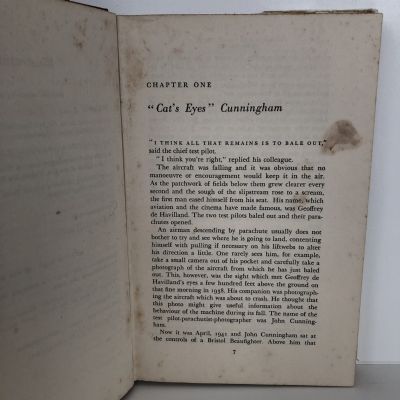 CHAPTER ONE
"Cat's Eyes" Cunningham
"I THINK ALL THAT REMAINS IS TO BALE OUT,"
said the chief test pilot.
"I think you're right," replied his colleague.
The aircraft was falling and it was obvious that no
manoeuvre or encouragement would keep it in the air.
As the patchwork of fields below them grew clearer every
second and the sough of the slipstream rose to a scream,
the first man eased himself from his seat. His name, which
aviation and the cinema have made famous, was Geoffrey
de Havilland. The two test pilots baled out and their para-
chutes opened.
An airman descending by parachute usually does not
bother to try and see where he is going to land, contenting
himself with pulling if necessary on his liftwebs to alter
his direction a little. One rarely sees him, for example,
take a small camera out of his pocket and carefully take a
photograph of the aircraft from which he has just baled
out. This, however, was the sight which met Geoffrey de
Havilland's eyes a few hundred feet above the ground on
that fine morning in 1938. His companion was photograph-
ing the aircraft which was about to crash. He thought that
this photo might give useful information about the
behaviour of the machine during its fall. The name of the
test pilot-parachutist-photographer was John Cunning-
ham.
Now it was April, 1941 and John Cunningham sat at
the controls of a Bristol Beaufighter. Above him that
7